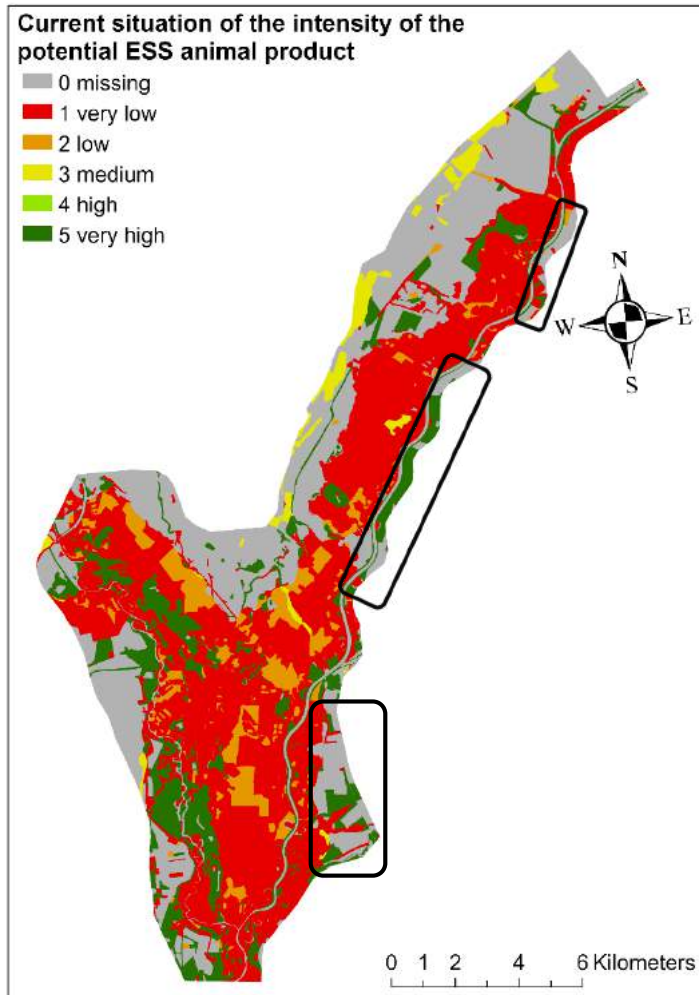 Current situation of the intensity of the
potential ESS animal product
0 missing
1 very low
2 low
3 medium
4 high
5 very high
N
W E
S
0 1 2 4 6 Kilometers